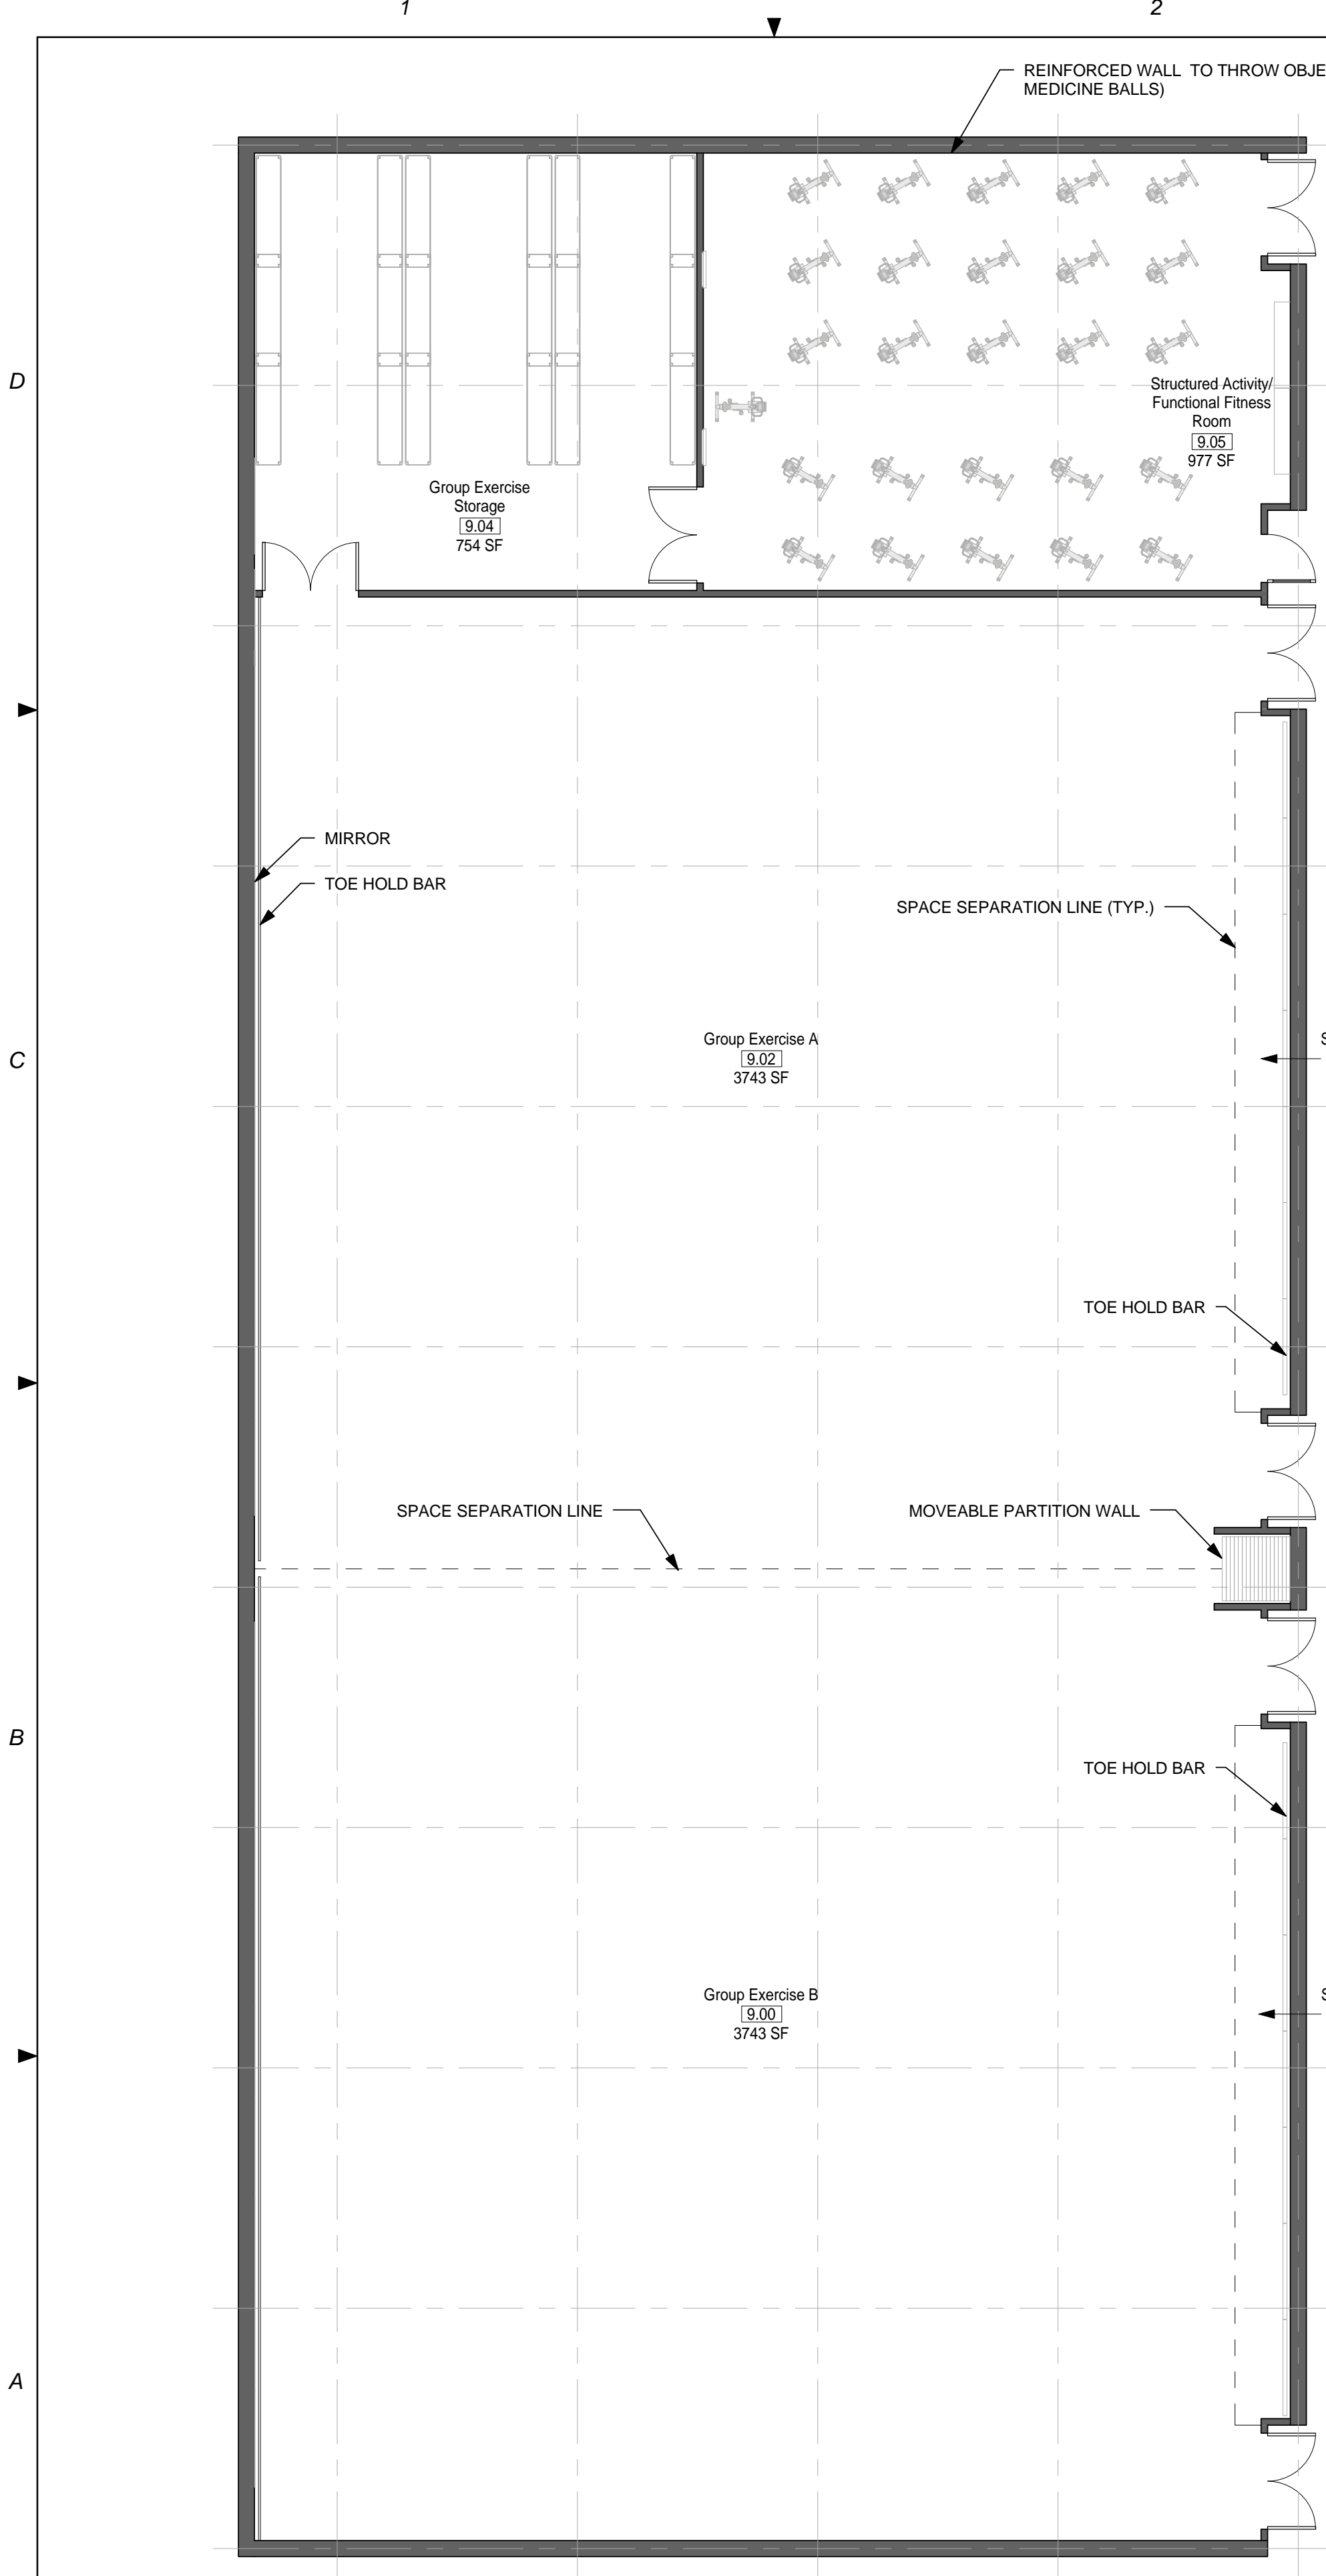 1
2
REINFORCED WALL TO THROW
MEDICINE BALLS)
D
Structured Activity/
Functional Fitness
Room
9.05
977 SF
Group Exercise
Storage
9.04
754 SF
MIRROR
TOE HOLD BAR
SPACE SEPARATION LINE (TYP.)
C
Group Exercise A
9.02
3743 SF
TOE HOLD BAR
SPACE SEPARATION LINE
MOVEABLE PARTITION WALL
B
TOE HOLD BAR
Group Exercise B
9.00
3743 SF
A